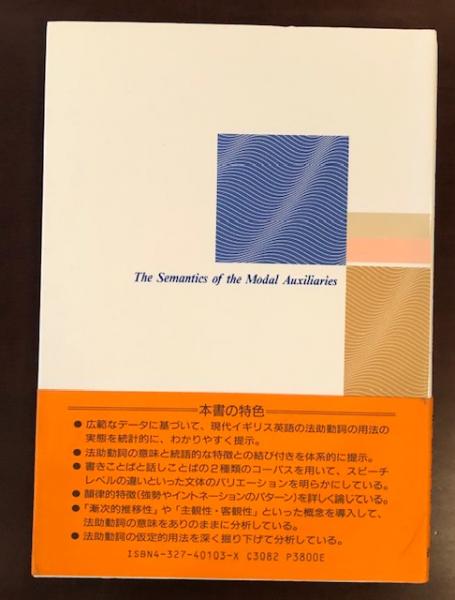 The Semantics of the Modal Auxiliaries
本書の特色
● 広範なデータに基づいて、現代イギリス英語の法助動詞の用法の
実態を統計的に、わかりやすく提示。
● 法助動詞の意味と統語的な特徴との結び付きを体系的に提示。
● 書きことばと話しことばの2種類のコーパスを用いて、スピーチ
レベルの違いといった文体のバリエーションを明らかにしている。
● 韻律的特徴(強勢やイントネーションのパターン)を詳しく論じている。
● 「漸次的推移性」や“主観性・客観性”といった概念を導入して、
法助動詞の意味をありのままに分析している。
● 法助動詞の仮定的用法を深く掘り下げて分析している。
ISBN4-327-40103-X C3082 P3800E